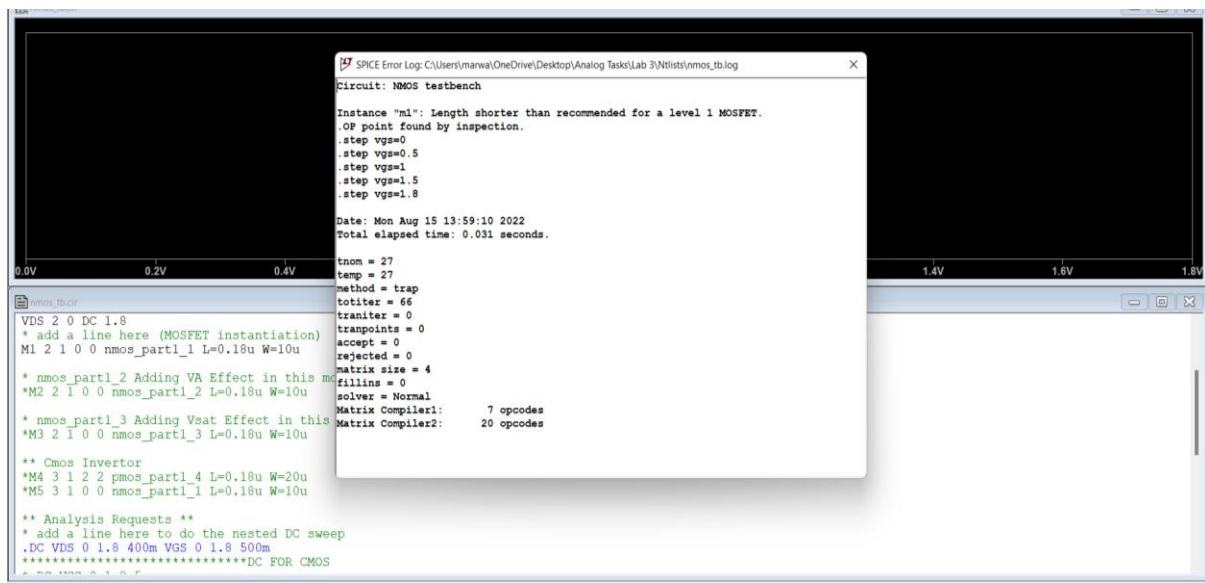 SPICE Error Log: C:\Users\marwa\OneDrive\Desktop\Analog Tasks\Lab 3\Ntlists\nmos_tb.log
Circuit: NMOS testbench
Instance "m1": Length shorter than recommended for a level 1 MOSFET.
.OP point found by inspection.
.step vgs=0
.step vgs=0.5
.step vgs=1
.step vgs=1.5
.step vgs=1.8
Date: Mon Aug 15 13:59:10 2022
Total elapsed time: 0.031 seconds.
tnom = 27
temp = 27
method = trap
totiter = 66
traniter = 0
tranpoints = 0
accept = 0
rejected = 0
matrix size = 4
fillins = 0
solver = Normal
Matrix Compiler1: 7 opcodes
Matrix Compiler2: 20 opcodes
0.0V 0.2V 0.4V 1.4V 1.6V 1.8V
nmos_tb.cir
VDS 2 0 DC 1.8
* add a line here (MOSFET instantiation)
M1 2 1 0 0 nmos_part1_1 L=0.18u W=10u
* nmos_part1_2 Adding VA Effect in this
*M2 2 1 0 0 nmos_part1_2 L=0.18u W=10u
* nmos_part1_3 Adding Vsat Effect in this
*M3 2 1 0 0 nmos_part1_3 L=0.18u W=10u
** Cmos Invertor
*M4 3 1 2 2 pmos_part1_4 L=0.18u W=20u
*M5 3 1 0 0 nmos_part1_1 L=0.18u W=10u
** Analysis Requests **
* add a line here to do the nested DC sweep
.DC VDS 0 1.8 400m VGS 0 1.8 500m
******************************DC FOR CMOS